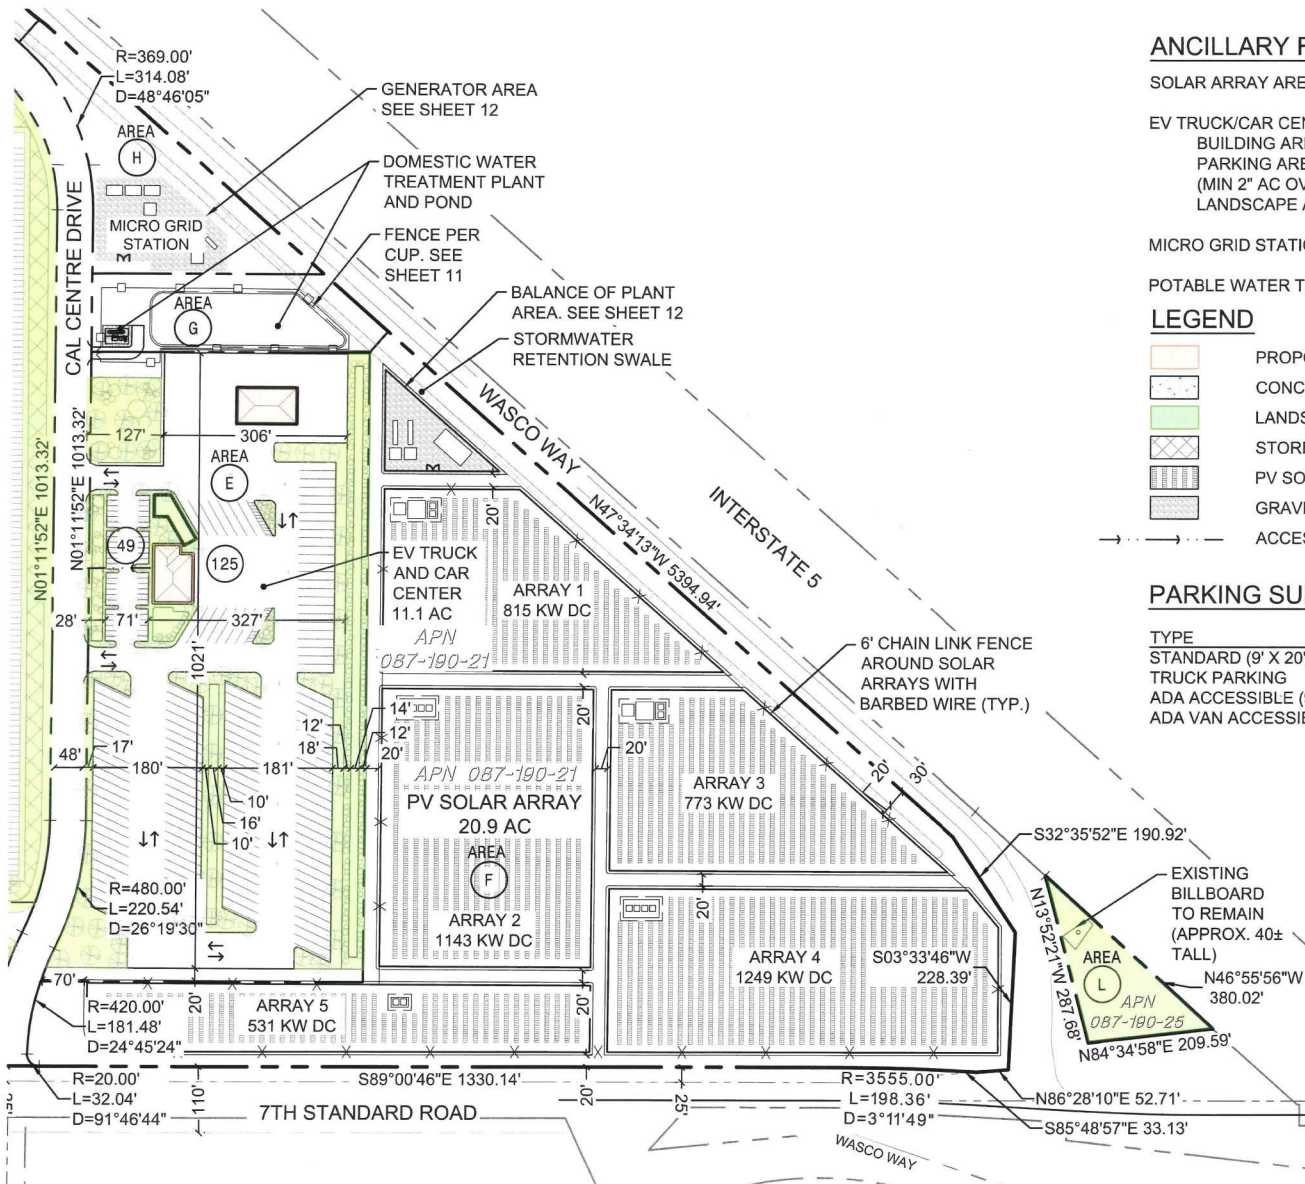 R=369.00'
L=314.08'
D=48°46'05"
GENERATOR AREA
SEE SHEET 12
AREA
H
DOMESTIC WATER
TREATMENT PLANT
AND POND
MICRO GRID
STATION
FENCE PER
CUP. SEE
SHEET 11
CAL CENTRE DRIVE
AREA
G
BALANCE OF PLANT
AREA. SEE SHEET 12
STORMWATER
RETENTION SWALE
N01°11'52"E 1013.32'
N01°11'52"E 1013.32'
127'
306'
AREA
E
WASCO WAY
INTERSTATE 5
N47°34'13"W 5394.94'
20'
49
125
EV TRUCK
AND CAR
CENTER
11.1 AC
APN
087-190-21
ARRAY 1
815 KW DC
28'
71'
327'
1021'
6' CHAIN LINK FENCE
AROUND SOLAR
ARRAYS WITH
BARBED WIRE (TYP.)
14'
12'
12'
18'
20'
20'
20'
48'
17'
180'
181'
10'
16'
10'
APN 087-190-21
PV SOLAR ARRAY
20.9 AC
AREA
F
ARRAY 2
1143 KW DC
ARRAY 3
773 KW DC
20'
30'
S32°35'52"E 190.92'
EXISTING
BILLBOARD
TO REMAIN
(APPROX. 40±
TALL)
R=480.00'
L=220.54'
D=26°19'30"
20'
ARRAY 4
1249 KW DC
S03°33'46"W
228.39'
N13°52'21"W 287.68'
AREA
L
APN
087-190-25
N46°55'56"W
380.02'
N84°34'58"E 209.59'
70'
R=420.00'
L=181.48'
D=24°45'24"
20'
ARRAY 5
531 KW DC
20'
R=20.00'
L=32.04'
D=91°46'44"
S89°00'46"E 1330.14'
110'
7TH STANDARD ROAD
20'
25'
R=3555.00'
L=198.36'
D=3°11'49"
N86°28'10"E 52.71'
S85°48'57"E 33.13'
WASCO WAY
ANCILLARY
SOLAR ARRAY ARE
EV TRUCK/CAR CEN
BUILDING AR
PARKING ARE
(MIN 2" AC OV
LANDSCAPE
MICRO GRID STATI
POTABLE WATER T
LEGEND
PROPO
CONC
LANDS
STOR
PV SO
GRAV
ACCES
PARKING SU
TYPE
STANDARD (9' X 20'
TRUCK PARKING
ADA ACCESSIBLE (
ADA VAN ACCESSI